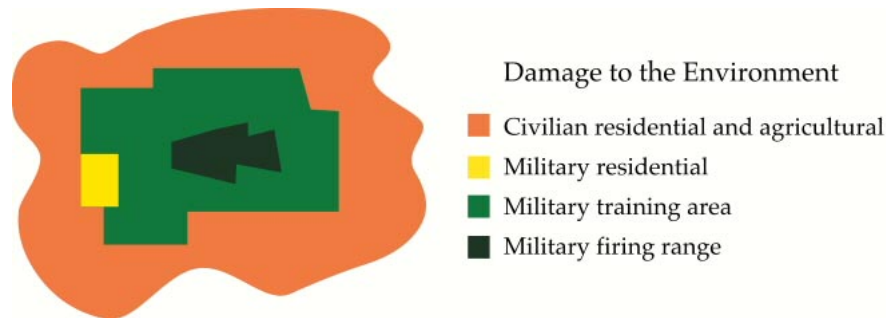 Damage to the Environment
Civilian residential and agricultural
Military residential
Military training area
Military firing range